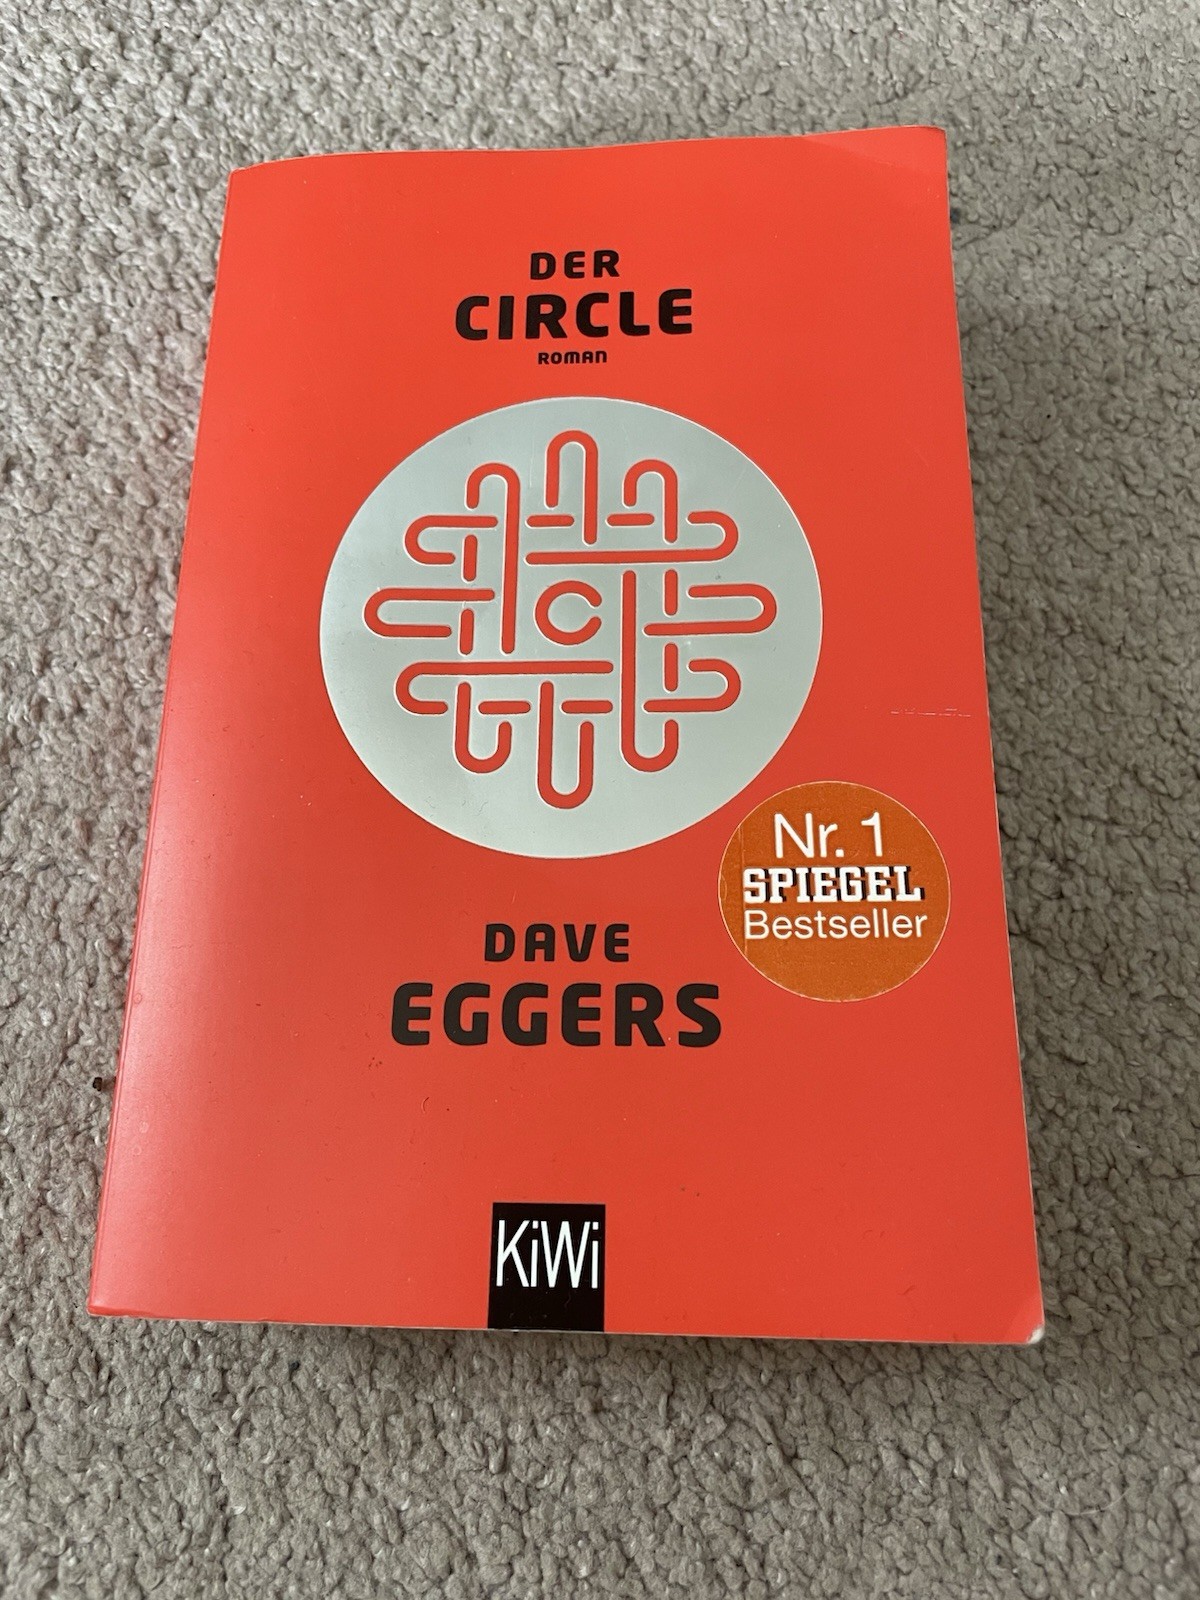 DER
CIRCLE
ROMAN
C
Nr. 1
SPIEGEL
Bestseller
DAVE
EGGERS
KiWi